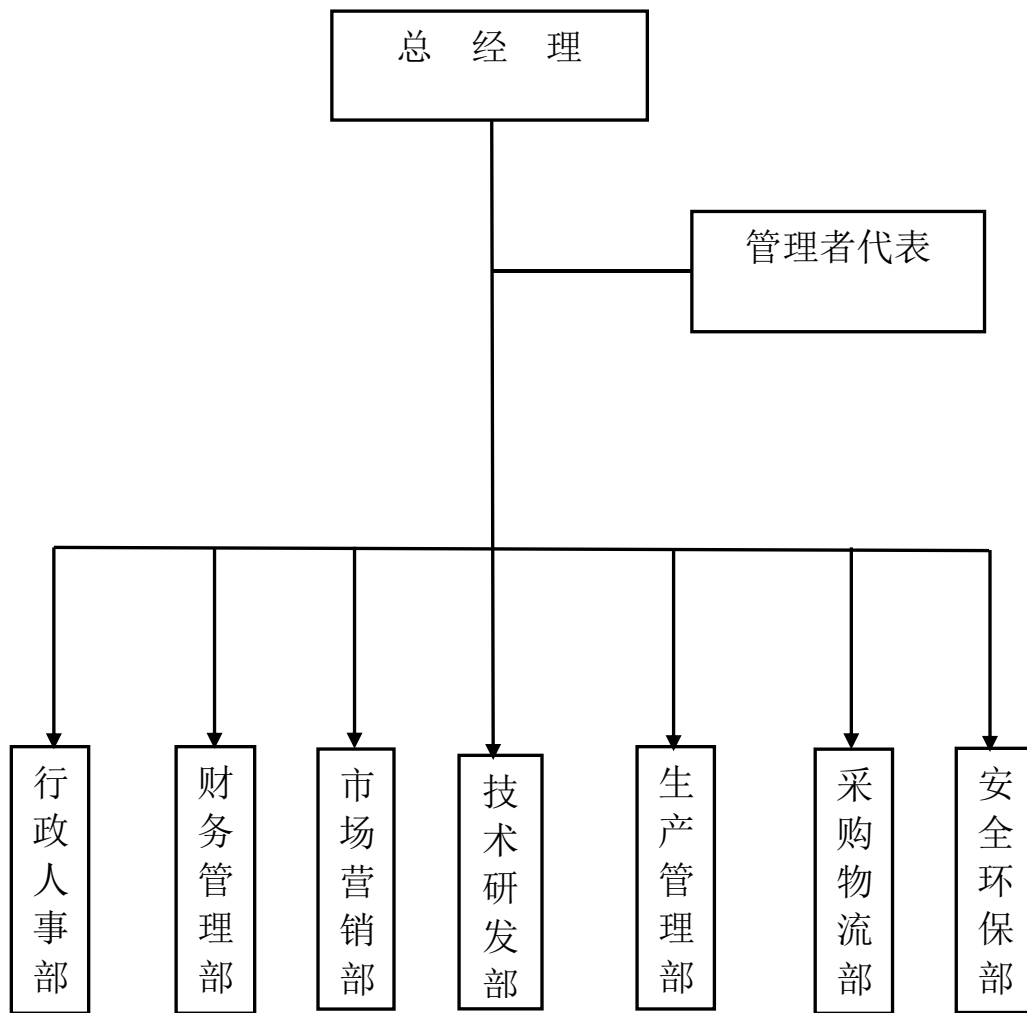 总 经 理
管理者代表
行政人事部
财务管理部
市场营销部
技术研发部
生产管理部
采购物流部
安全环保部